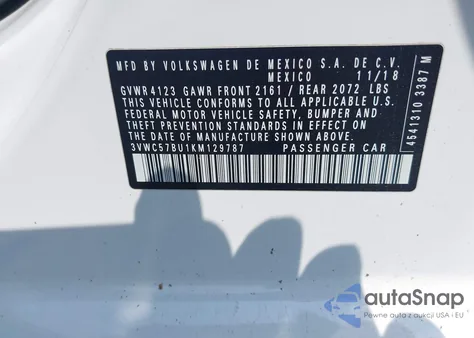 MFD BY VOLKSWAGEN DE MEXICO S.A. DE C.V.
MEXICO 11/18
GVWR 4123 GAWR FRONT 2161 / REAR 2072 LBS
THIS VEHICLE CONFORMS TO ALL APPLICABLE U.S.
FEDERAL MOTOR VEHICLE SAFETY, BUMPER AND
THEFT PREVENTION STANDARDS IN EFFECT ON THE
DATE OF MANUFACTURE SHOWN ABOVE.
3VWC57BU1KM129787 PASSENGER CAR
4541310 3387 M
autoSnap
Pewne auta z aukcji USA i EU